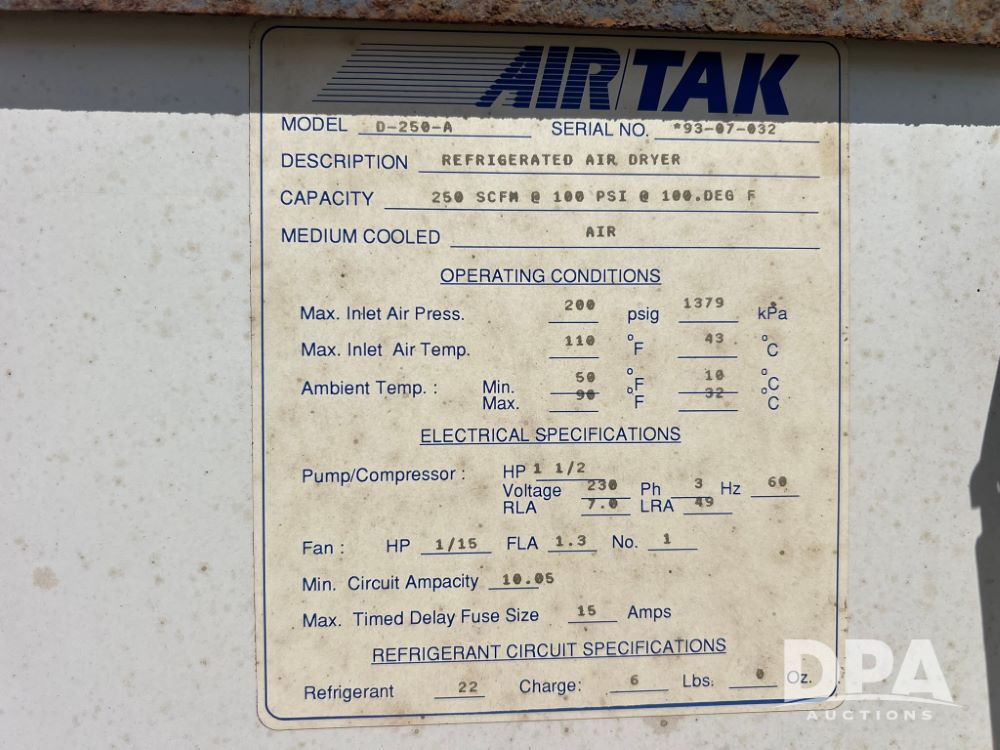 AIR/TAK
MODEL D-250-A SERIAL NO. *93-07-032
DESCRIPTION REFRIGERATED AIR DRYER
CAPACITY 250 SCFM @ 100 PSI @ 100.DEG F
MEDIUM COOLED AIR
OPERATING CONDITIONS
Max. Inlet Air Press. 200 psig 1379 kPa
Max. Inlet Air Temp. 110 °F 43 °C
Ambient Temp. : Min. 50 °F 10 °C
Max. 90 °F 32 °C
ELECTRICAL SPECIFICATIONS
Pump/Compressor : HP 1 1/2
Voltage 230 Ph 3 Hz 60
RLA 7.0 LRA 49
Fan : HP 1/15 FLA 1.3 No. 1
Min. Circuit Ampacity 10.05
Max. Timed Delay Fuse Size 15 Amps
REFRIGERANT CIRCUIT SPECIFICATIONS
Refrigerant 22 Charge: 6 Lbs. 0 Oz.
DPA
AUCTIONS